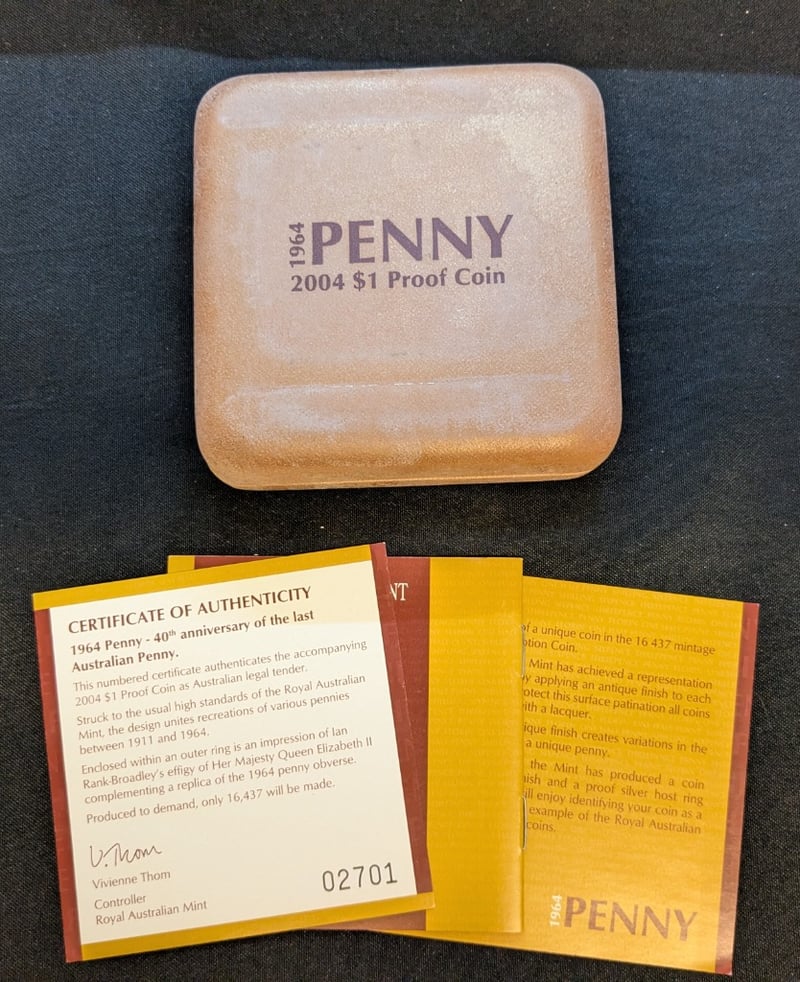 1964
PENNY
2004 $1 Proof Coin
CERTIFICATE OF AUTHENTICITY
1964 Penny - 40th anniversary of the last
Australian Penny.
This numbered certificate authenticates the accompanying
2004 $1 Proof Coin as Australian legal tender.
Struck to the usual high standards of the Royal Australian
Mint, the design unites recreations of various pennies
between 1911 and 1964.
Enclosed within an outer ring is an impression of Ian
Rank-Broadley's effigy of Her Majesty Queen Elizabeth II
complementing a replica of the 1964 penny obverse.
Produced to demand, only 16,437 will be made.
V. Thom
Vivienne Thom
Controller
Royal Australian Mint
02701
NT
of a unique coin in the 16 437 mintage
Coin.
Mint has achieved a representation
by applying an antique finish to each
this surface patination all coins
with a lacquer.
finish creates variations in the
a unique penny.
the Mint has produced a coin
and a proof silver host ring
enjoy identifying your coin as a
example of the Royal Australian
coins.
1964
PENNY